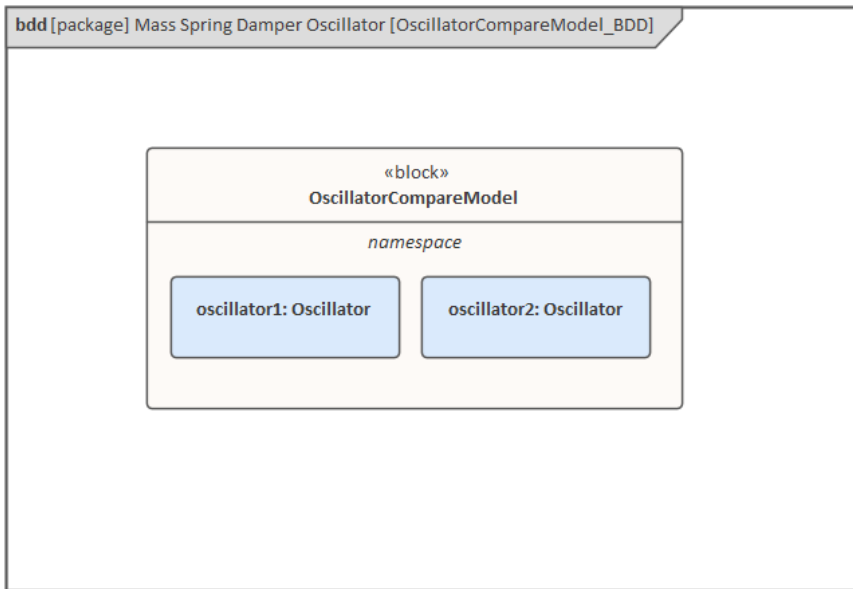 bdd [package] Mass Spring Damper Oscillator [OscillatorCompareModel_BDD]
«block»
OscillatorCompareModel
namespace
oscillator1: Oscillator
oscillator2: Oscillator